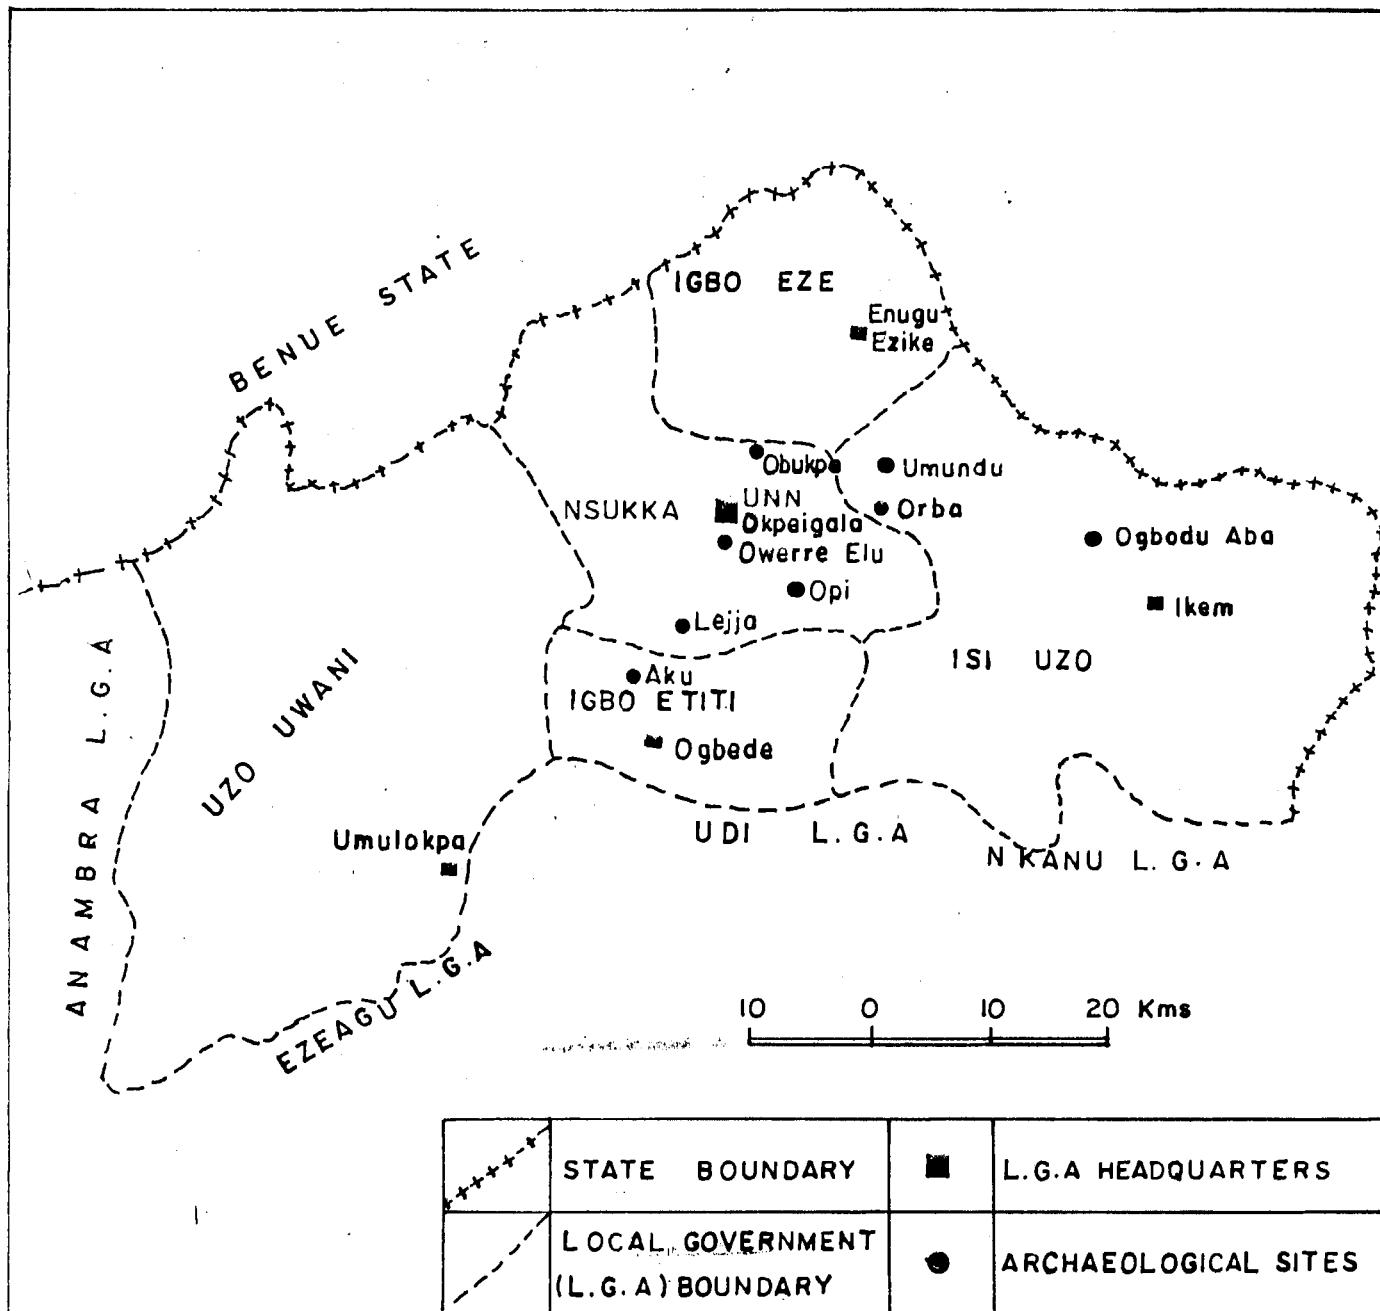 BENUE STATE
IGBO EZE
Enugu
Ezike
Obukp
Umundu
NSUKKA
UNN
Okpeigala
Orba
Owerre Elu
Ogbodu Aba
Opi
Ikem
Lejja
ANAMBRA L.G.A
UZO UWANI
ISI UZO
Aku
IGBO ETITI
Ogbede
UDI L.G.A
Umulokpa
NKANU L.G.A
EZEAGU L.G.A
10 0 10 20 Kms
STATE BOUNDARY
L.G.A HEADQUARTERS
LOCAL GOVERNMENT
(L.G.A) BOUNDARY
ARCHAEOLOGICAL SITES